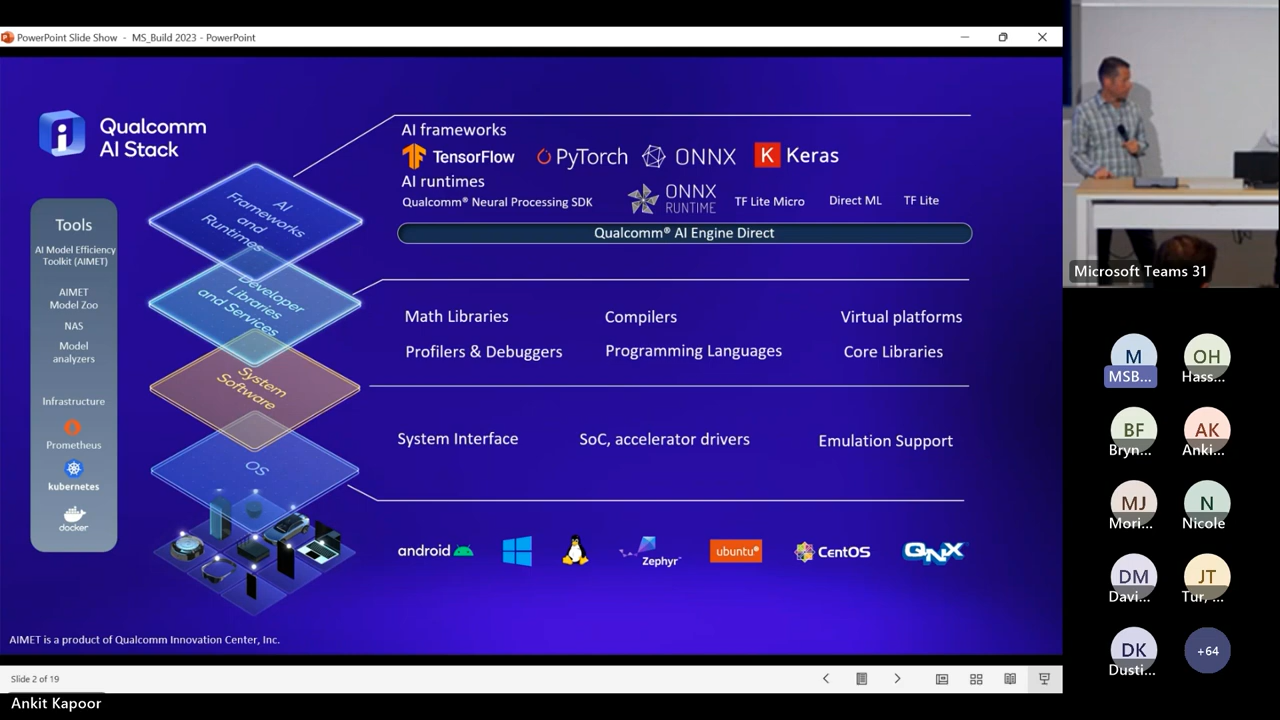 PowerPoint Slide Show - MS_Build 2023 - PowerPoint
Qualcomm
AI Stack
Tools
AI Model Efficiency
Toolkit (AIMET)
AIMET
Model Zoo
NAS
Model
analyzers
Infrastructure
Prometheus
kubernetes
docker
AI
Frameworks
and
Runtimes
Developer
Libraries
and Services
System
Software
OS
AI frameworks
TensorFlow
PyTorch
ONNX
K Keras
AI runtimes
Qualcomm® Neural Processing SDK
ONNX
RUNTIME
TF Lite Micro
Direct ML
TF Lite
Qualcomm® AI Engine Direct
Math Libraries
Compilers
Virtual platforms
Profilers & Debuggers
Programming Languages
Core Libraries
System Interface
SoC, accelerator drivers
Emulation Support
android
Zephyr
ubuntu®
CentOS
QNX
AIMET is a product of Qualcomm Innovation Center, Inc.
Slide 2 of 19
Ankit Kapoor
Microsoft Teams 31
M
MSB...
OH
Hass...
BF
Bryn...
AK
Anki...
MJ
Mori...
N
Nicole
DM
Davi...
JT
Tur, ...
DK
Dusti...
+64